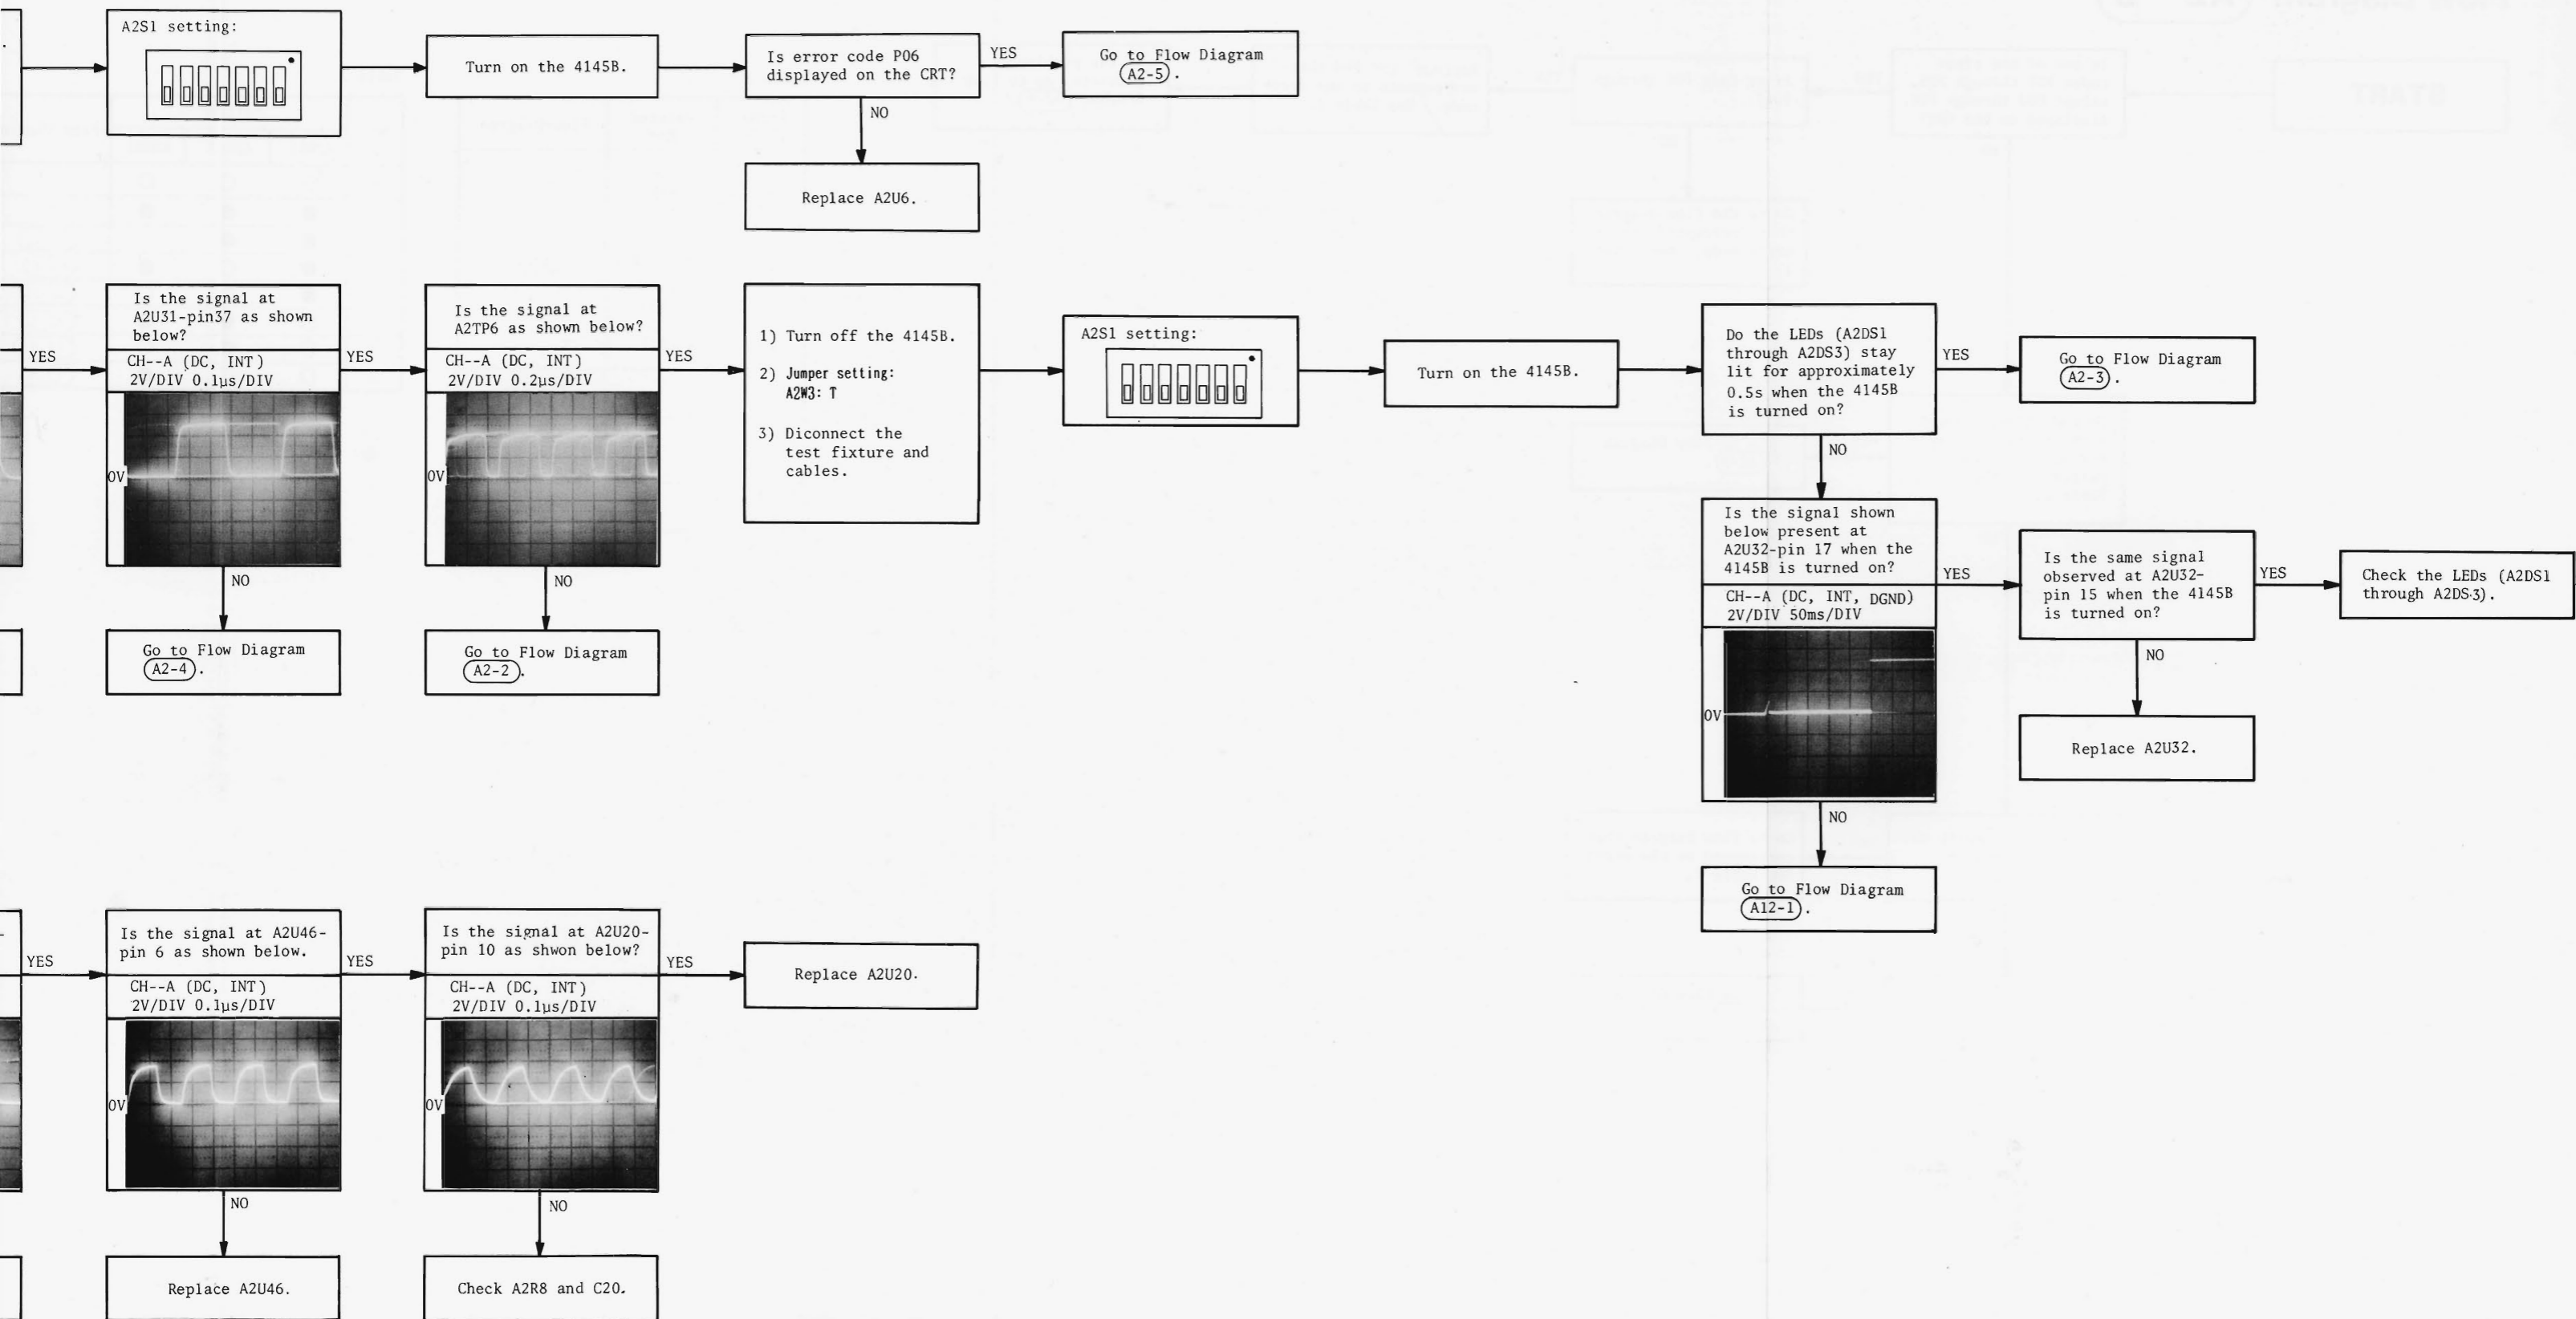 A2S1 setting:
Turn on the 4145B.
Is error code P06
displayed on the CRT?
YES
Go to Flow Diagram
A2-5.
NO
Replace A2U6.
YES
Is the signal at
A2U31-pin37 as shown
below?
CH--A (DC, INT)
2V/DIV 0.1μs/DIV
0V
NO
Go to Flow Diagram
A2-4.
YES
Is the signal at
A2TP6 as shown below?
CH--A (DC, INT)
2V/DIV 0.2μs/DIV
0V
NO
Go to Flow Diagram
A2-2.
YES
1) Turn off the 4145B.
2) Jumper setting:
A2W3: ↑
3) Diconnect the
test fixture and
cables.
A2S1 setting:
Turn on the 4145B.
Do the LEDs (A2DS1
through A2DS3) stay
lit for approximately
0.5s when the 4145B
is turned on?
YES
Go to Flow Diagram
A2-3.
NO
Is the signal shown
below present at
A2U32-pin 17 when the
4145B is turned on?
CH--A (DC, INT, DGND)
2V/DIV 50ms/DIV
0V
NO
Go to Flow Diagram
A12-1.
YES
Is the same signal
observed at A2U32-
pin 15 when the 4145B
is turned on?
YES
Check the LEDs (A2DS1
through A2DS3).
NO
Replace A2U32.
YES
Is the signal at A2U46-
pin 6 as shown below.
CH--A (DC, INT)
2V/DIV 0.1μs/DIV
0V
NO
Replace A2U46.
YES
Is the signal at A2U20-
pin 10 as shwon below?
CH--A (DC, INT)
2V/DIV 0.1μs/DIV
0V
NO
Check A2R8 and C20.
YES
Replace A2U20.